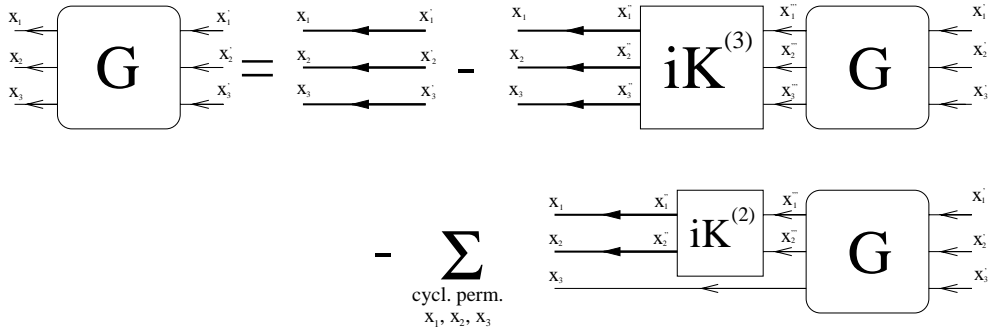 x₁ x₁' x₁ x₁' x₁ x₁'' x₁''' x₁'
x₂ G x₂' = x₂ x₂' - x₂ x₂'' iK⁽³⁾ x₂''' G x₂'
x₃ x₃' x₃ x₃' x₃ x₃'' x₃''' x₃'
x₁ x₁'' x₁''' x₁'
- Σ x₂ x₂'' iK⁽²⁾ x₂''' G x₂'
x₃ x₃'
cycl. perm.
x₁, x₂, x₃